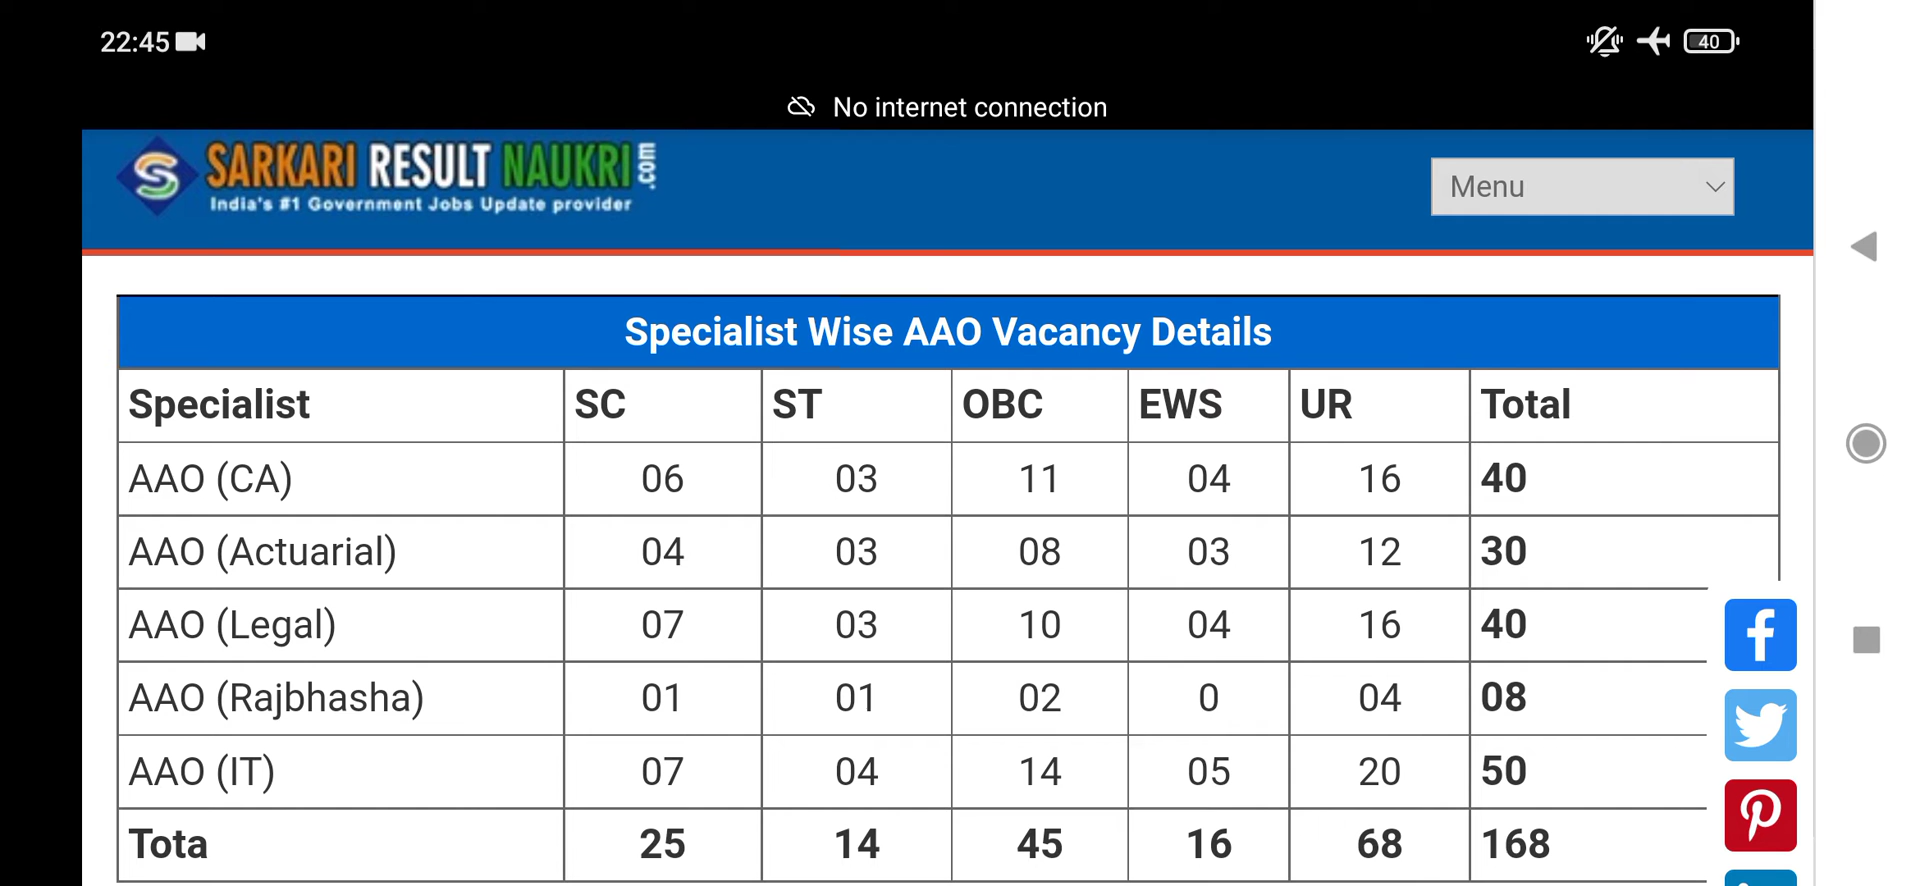 22:45
40
No internet connection
SARKARI RESULT NAUKRI.com
India's #1 Government Jobs Update provider
Menu
Specialist Wise AAO Vacancy Details
Specialist SC ST OBC EWS UR Total
AAO (CA) 06 03 11 04 16 40
AAO (Actuarial) 04 03 08 03 12 30
AAO (Legal) 07 03 10 04 16 40
AAO (Rajbhasha) 01 01 02 0 04 08
AAO (IT) 07 04 14 05 20 50
Tota 25 14 45 16 68 168